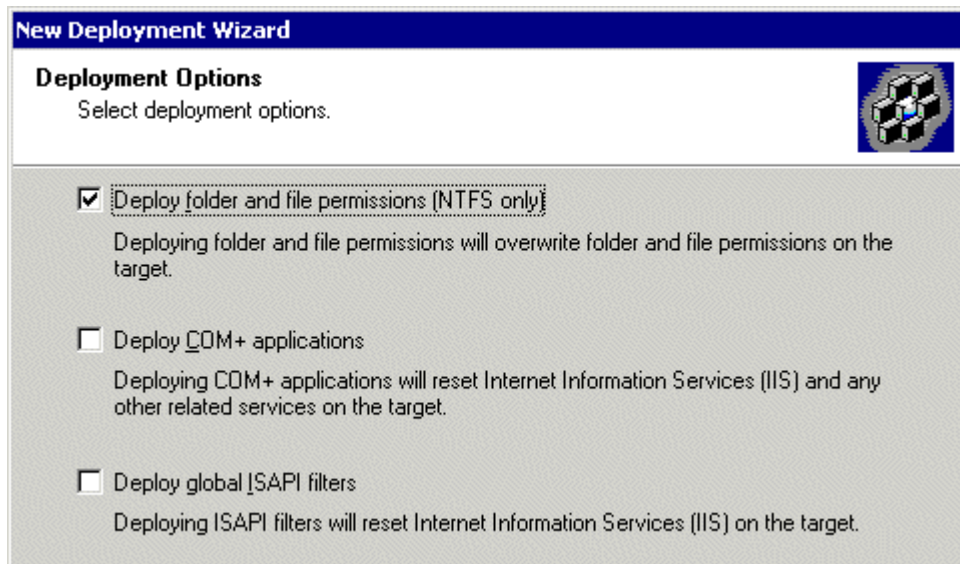 New Deployment Wizard
Deployment Options
Select deployment options.
Deploy folder and file permissions (NTFS only)
Deploying folder and file permissions will overwrite folder and file permissions on the
target.
Deploy COM+ applications
Deploying COM+ applications will reset Internet Information Services (IIS) and any
other related services on the target.
Deploy global ISAPI filters
Deploying ISAPI filters will reset Internet Information Services (IIS) on the target.